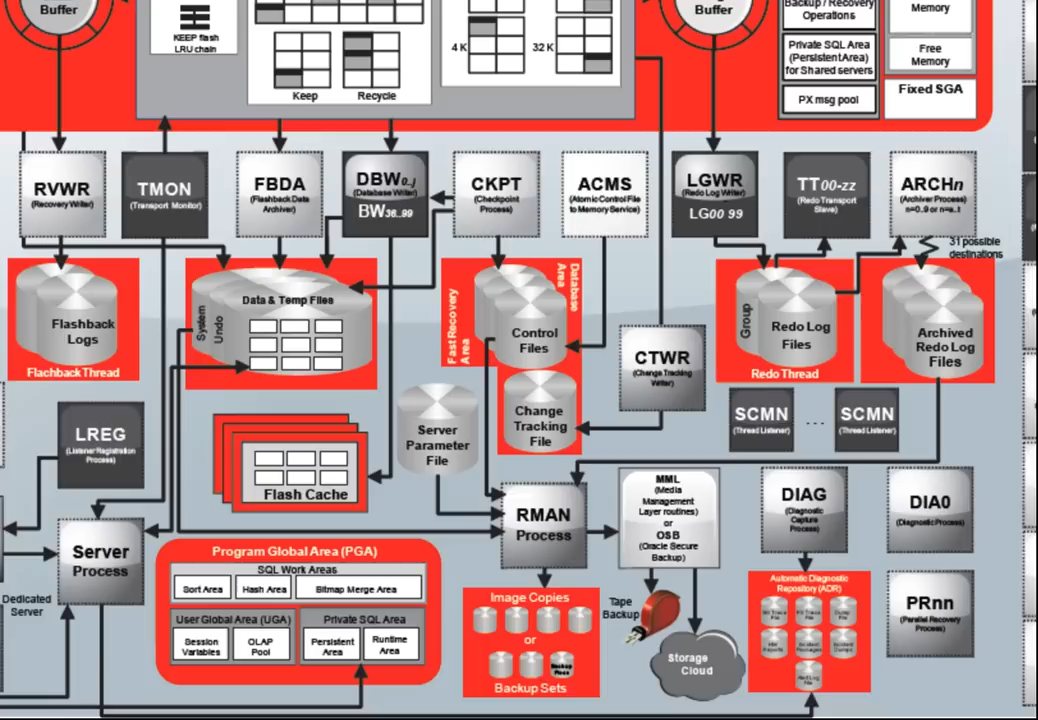 Buffer
KEEP flash
LRU chain
Keep
Recycle
4 K
32 K
Buffer
Backup / Recovery
Operations
Private SQL Area
(Persistent Area)
for Shared servers
PX msg pool
Memory
Free
Memory
Fixed SGA
RVWR
(Recovery Writer)
TMON
(Transport Monitor)
FBDA
(Flashback Data
Archiver)
DBW0..j
(Database Writer)
BW36..99
CKPT
(Checkpoint
Process)
ACMS
(Atomic Control File
to Memory Service)
LGWR
(Redo Log Writer)
LG00 99
TT00-zz
(Redo Transport
Slave)
ARCHn
(Archiver Process)
n=0..9 or n=a..t
31 possible
destinations
Flashback
Logs
Flachback Thread
System
Undo
Data & Temp Files
Fast Recovery
Area
Database
Area
Control
Files
Change
Tracking
File
CTWR
(Change Tracking
Writer)
Group
Redo Log
Files
Redo Thread
Archived
Redo Log
Files
SCMN
(Thread Listener)
...
SCMN
(Thread Listener)
LREG
(Listener Registration
Process)
Flash Cache
Server
Parameter
File
Server
Process
Dedicated
Server
RMAN
Process
MML
(Media
Management
Layer routines)
or
OSB
(Oracle Secure
Backup)
DIAG
(Diagnostic
Capture
Process)
DIA0
(Diagnostic Process)
PRnn
(Parallel Recovery
Process)
Program Global Area (PGA)
SQL Work Areas
Sort Area
Hash Area
Bitmap Merge Area
User Global Area (UGA)
Session
Variables
OLAP
Pool
Private SQL Area
Persistent
Area
Runtime
Area
Image Copies
or
Backup
Piece
Backup Sets
Tape
Backup
Storage
Cloud
Automatic Diagnostic
Repository (ADR)